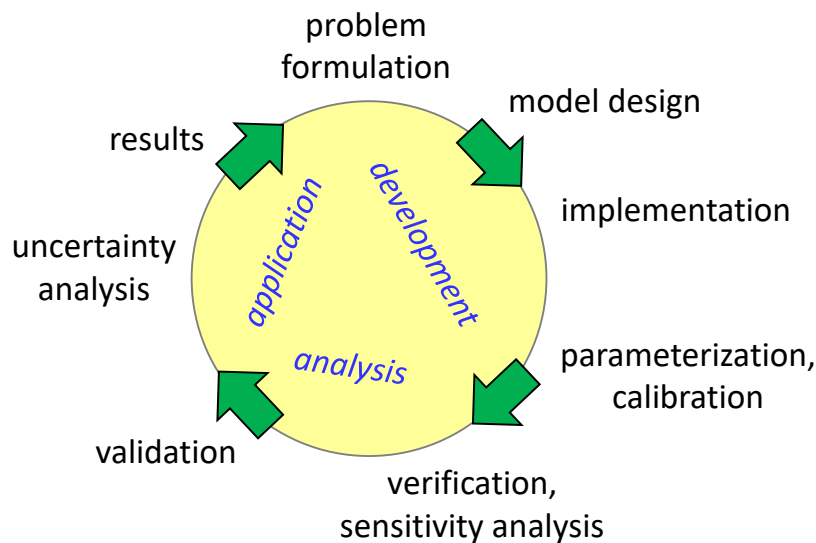 problem
formulation
model design
results
implementation
development
application
uncertainty
analysis
analysis
parameterization,
calibration
validation
verification,
sensitivity analysis